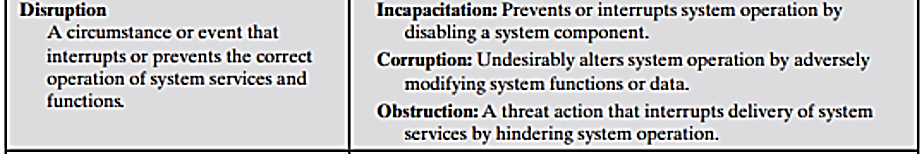 Disruption
A circumstance or event that
interrupts or prevents the correct
operation of system services and
functions.
Incapacitation: Prevents or interrupts system operation by
disabling a system component.
Corruption: Undesirably alters system operation by adversely
modifying system functions or data.
Obstruction: A threat action that interrupts delivery of system
services by hindering system operation.